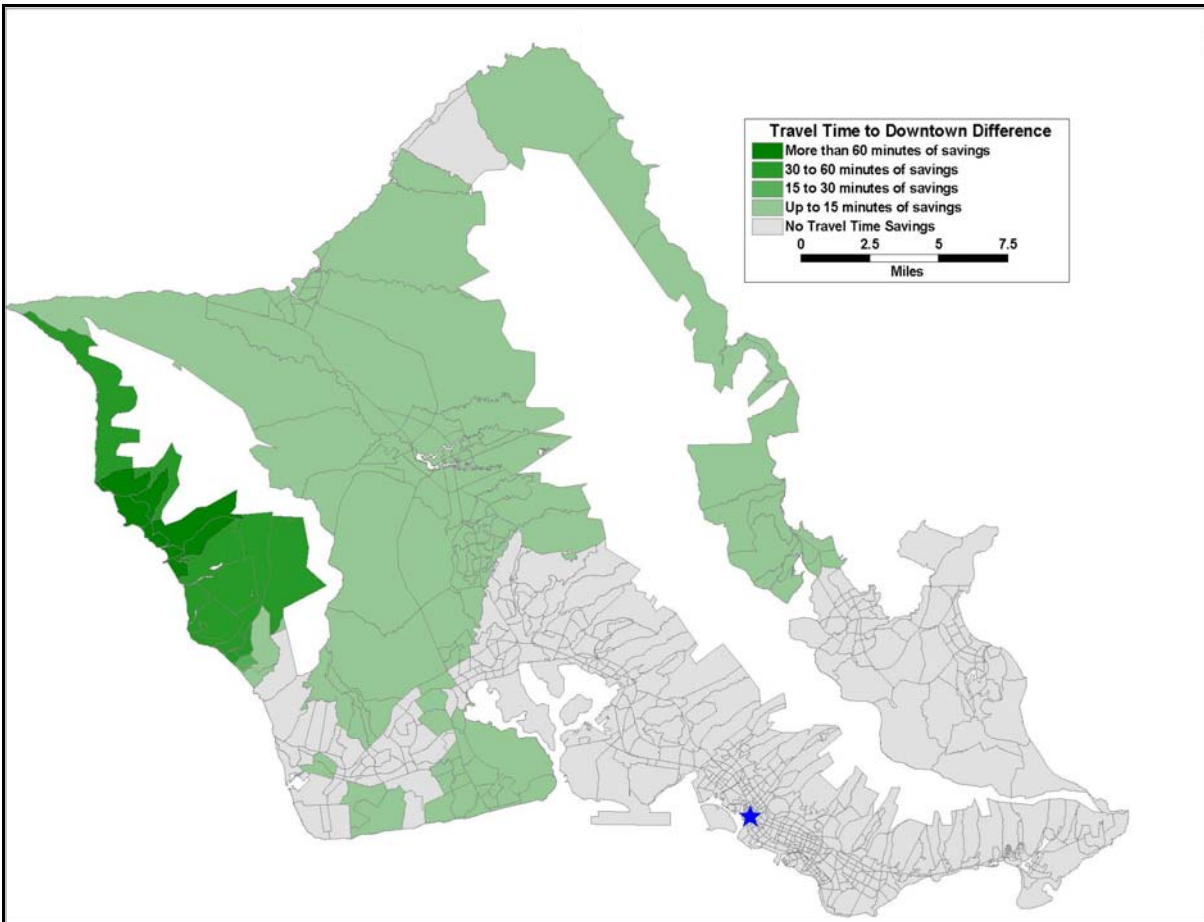 Travel Time to Downtown Difference
More than 60 minutes of savings
30 to 60 minutes of savings
15 to 30 minutes of savings
Up to 15 minutes of savings
No Travel Time Savings
0 2.5 5 7.5
Miles